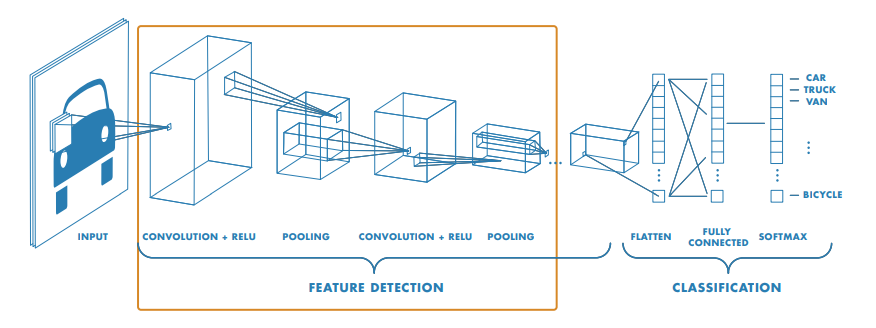 CAR
TRUCK
VAN
BICYCLE
INPUT
CONVOLUTION + RELU
POOLING
CONVOLUTION + RELU
POOLING
FLATTEN
FULLY
CONNECTED
SOFTMAX
FEATURE DETECTION
CLASSIFICATION